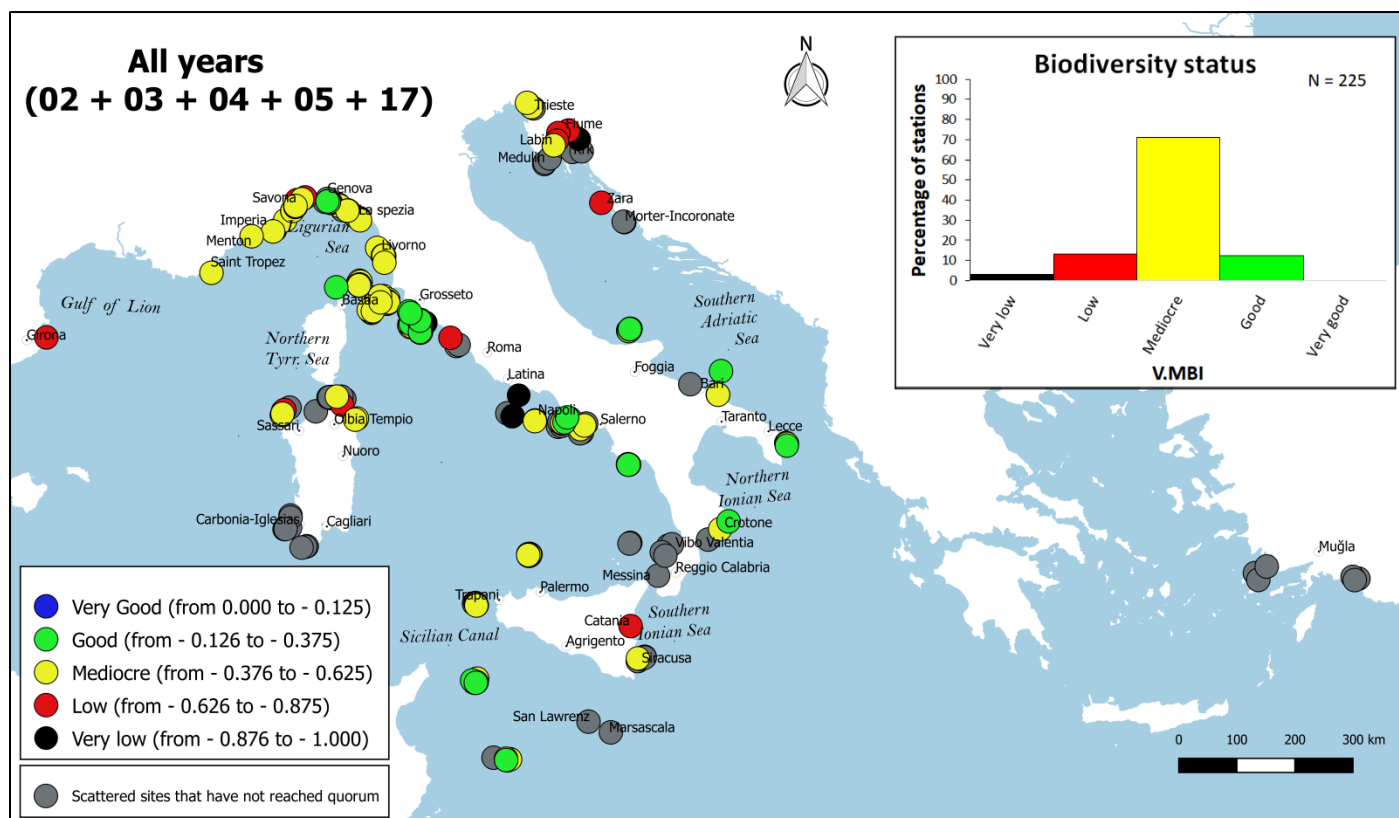 All years
(02 + 03 + 04 + 05 + 17)
N
Biodiversity status
N = 225
Percentage of stations
100
90
80
70
60
50
40
30
20
10
0
Very low
Low
Mediocre
Good
Very good
V.MBI
Trieste
Fiume
Labin
Krk
Medulin
Zara
Morter-Incoronate
Genova
Savona
La spezia
Imperia
Ligurian
Sea
Menton
Livorno
Saint Tropez
Gulf of Lion
Bastia
Grosseto
Girona
Northern
Tyrr. Sea
Roma
Latina
Southern
Adriatic
Sea
Foggia
Bari
Napoli
Salerno
Taranto
Lecce
Olbia Tempio
Sassari
Nuoro
Northern
Ionian Sea
Carbonia-Iglesias
Cagliari
Crotone
Vibo Valentia
Messina
Reggio Calabria
Muğla
Palermo
Trapani
Catania
Southern
Ionian Sea
Sicilian Canal
Agrigento
Siracusa
San Lawrenz
Marsascala
Very Good (from 0.000 to - 0.125)
Good (from - 0.126 to - 0.375)
Mediocre (from - 0.376 to - 0.625)
Low (from - 0.626 to - 0.875)
Very low (from - 0.876 to - 1.000)
Scattered sites that have not reached quorum
0 100 200 300 km